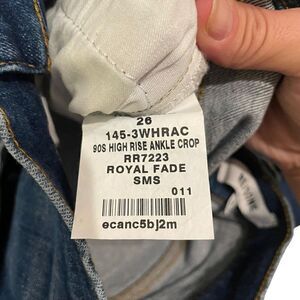 26
145-3WHRAC
90S HIGH RISE ANKLE CROP
RR7223
ROYAL FADE
SMS
011
ecanc5bj2m